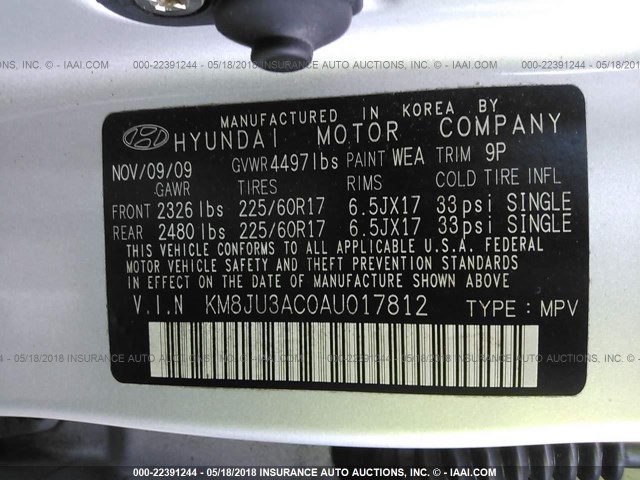 000-22391244 - 05/18/2018 INSURANCE AUTO AUCTIONS, INC. - © - IAAI.COM
MANUFACTURED IN KOREA BY
HYUNDAI MOTOR COMPANY
NOV/09/09 GVWR 4497lbs PAINT WEA TRIM 9P
GAWR TIRES RIMS COLD TIRE INFL
FRONT 2326 lbs 225/60R17 6.5JX17 33psi SINGLE
REAR 2480 lbs 225/60R17 6.5JX17 33psi SINGLE
THIS VEHICLE CONFORMS TO ALL APPLICABLE U.S.A. FEDERAL
MOTOR VEHICLE SAFETY AND THEFT PREVENTION STANDARDS
IN EFFECT ON THE DATE OF MANUFACTURE SHOWN ABOVE.
V.I.N KM8JU3AC0AU017812 TYPE : MPV
000-22391244 - 05/18/2018 INSURANCE AUTO AUCTIONS, INC. - © - IAAI.COM